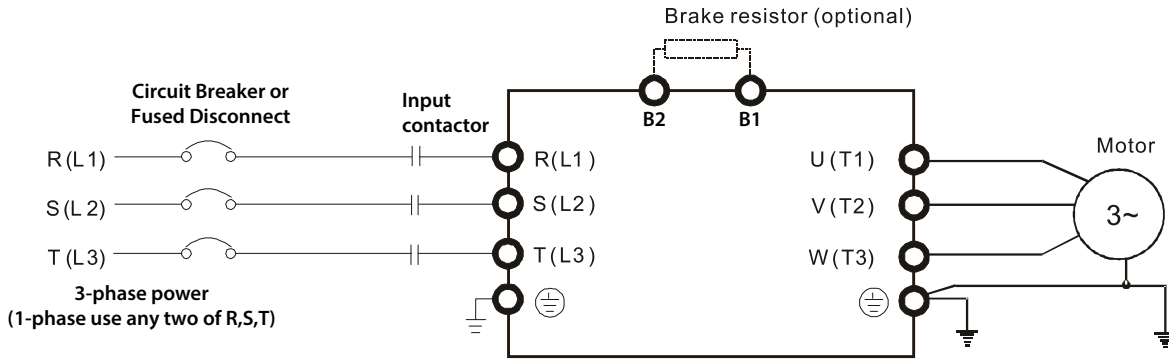 Brake resistor (optional)
Circuit Breaker or
Fused Disconnect
Input
contactor
B2
B1
R(L1)
R(L1)
U(T1)
Motor
S(L2)
S(L2)
V(T2)
3~
T(L3)
T(L3)
W(T3)
3-phase power
(1-phase use any two of R,S,T)